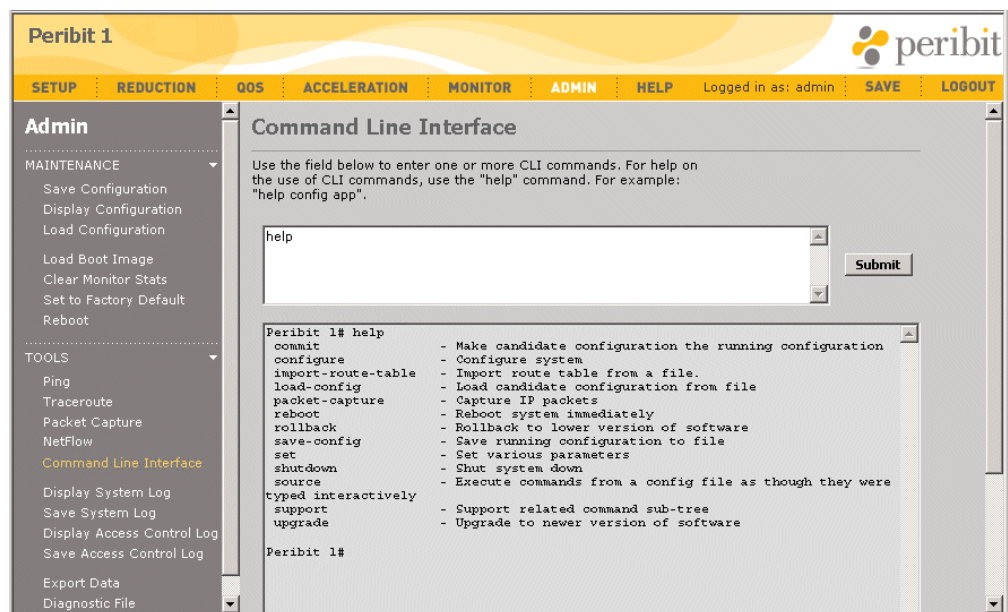 Peribit 1
peribit
SETUP REDUCTION QOS ACCELERATION MONITOR ADMIN HELP Logged in as: admin SAVE LOGOUT
Admin
MAINTENANCE
Save Configuration
Display Configuration
Load Configuration
Load Boot Image
Clear Monitor Stats
Set to Factory Default
Reboot
TOOLS
Ping
Traceroute
Packet Capture
NetFlow
Command Line Interface
Display System Log
Save System Log
Display Access Control Log
Save Access Control Log
Export Data
Diagnostic File
Command Line Interface
Use the field below to enter one or more CLI commands. For help on
the use of CLI commands, use the "help" command. For example:
"help config app".
help
Submit
Peribit 1# help
commit - Make candidate configuration the running configuration
configure - Configure system
import-route-table - Import route table from a file.
load-config - Load candidate configuration from file
packet-capture - Capture IP packets
reboot - Reboot system immediately
rollback - Rollback to lower version of software
save-config - Save running configuration to file
set - Set various parameters
shutdown - Shut system down
source - Execute commands from a config file as though they were
typed interactively
support - Support related command sub-tree
upgrade - Upgrade to newer version of software
Peribit 1#